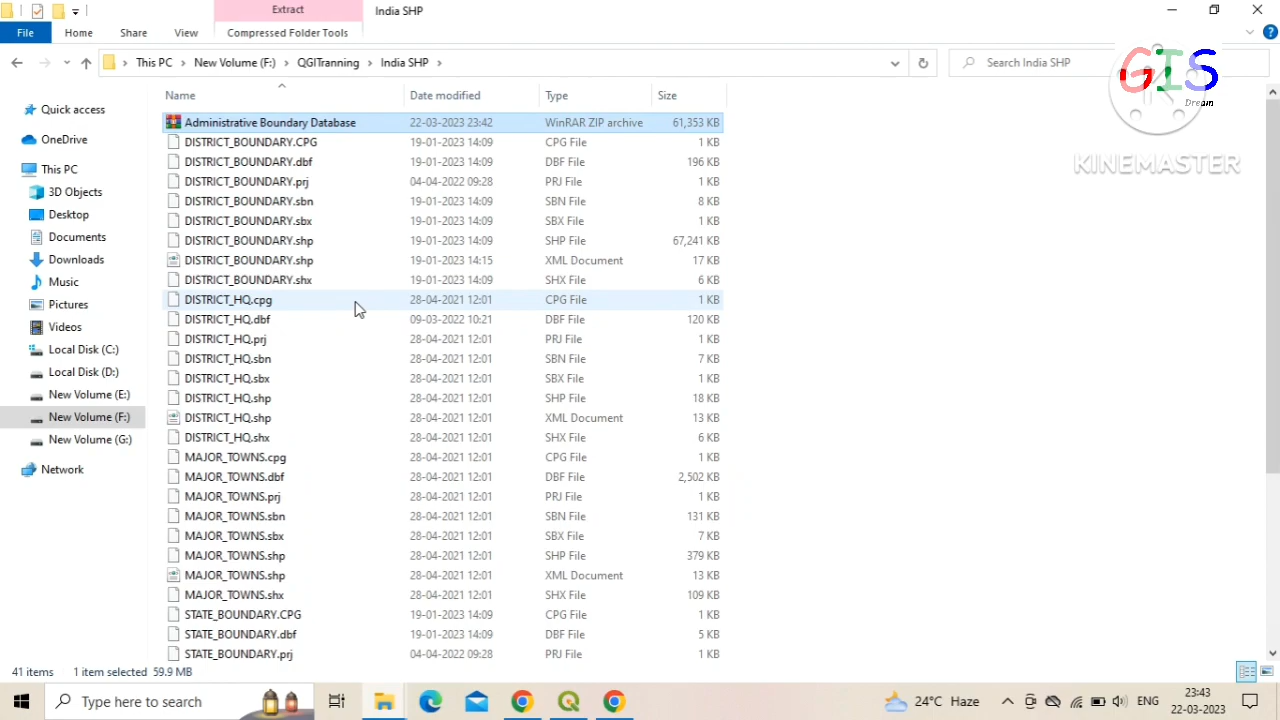 Extract India SHP
File Home Share View Compressed Folder Tools
This PC New Volume (F:) QGITranning India SHP Search India SHP
GIS
Dream
KINEMASTER
Name Date modified Type Size
Quick access
OneDrive
This PC
3D Objects
Desktop
Documents
Downloads
Music
Pictures
Videos
Local Disk (C:)
Local Disk (D:)
New Volume (E:)
New Volume (F:)
New Volume (G:)
Network
Administrative Boundary Database 22-03-2023 23:42 WinRAR ZIP archive 61,353 KB
DISTRICT_BOUNDARY.CPG 19-01-2023 14:09 CPG File 1 KB
DISTRICT_BOUNDARY.dbf 19-01-2023 14:09 DBF File 196 KB
DISTRICT_BOUNDARY.prj 04-04-2022 09:28 PRJ File 1 KB
DISTRICT_BOUNDARY.sbn 19-01-2023 14:09 SBN File 8 KB
DISTRICT_BOUNDARY.sbx 19-01-2023 14:09 SBX File 1 KB
DISTRICT_BOUNDARY.shp 19-01-2023 14:09 SHP File 67,241 KB
DISTRICT_BOUNDARY.shp 19-01-2023 14:15 XML Document 17 KB
DISTRICT_BOUNDARY.shx 19-01-2023 14:09 SHX File 6 KB
DISTRICT_HQ.cpg 28-04-2021 12:01 CPG File 1 KB
DISTRICT_HQ.dbf 09-03-2022 10:21 DBF File 120 KB
DISTRICT_HQ.prj 28-04-2021 12:01 PRJ File 1 KB
DISTRICT_HQ.sbn 28-04-2021 12:01 SBN File 7 KB
DISTRICT_HQ.sbx 28-04-2021 12:01 SBX File 1 KB
DISTRICT_HQ.shp 28-04-2021 12:01 SHP File 18 KB
DISTRICT_HQ.shp 28-04-2021 12:01 XML Document 13 KB
DISTRICT_HQ.shx 28-04-2021 12:01 SHX File 6 KB
MAJOR_TOWNS.cpg 28-04-2021 12:01 CPG File 1 KB
MAJOR_TOWNS.dbf 28-04-2021 12:01 DBF File 2,502 KB
MAJOR_TOWNS.prj 28-04-2021 12:01 PRJ File 1 KB
MAJOR_TOWNS.sbn 28-04-2021 12:01 SBN File 131 KB
MAJOR_TOWNS.sbx 28-04-2021 12:01 SBX File 7 KB
MAJOR_TOWNS.shp 28-04-2021 12:01 SHP File 379 KB
MAJOR_TOWNS.shp 28-04-2021 12:01 XML Document 13 KB
MAJOR_TOWNS.shx 28-04-2021 12:01 SHX File 109 KB
STATE_BOUNDARY.CPG 19-01-2023 14:09 CPG File 1 KB
STATE_BOUNDARY.dbf 19-01-2023 14:09 DBF File 5 KB
STATE_BOUNDARY.prj 04-04-2022 09:28 PRJ File 1 KB
41 items 1 item selected 59.9 MB
Type here to search 24°C Haze ENG 23:43
22-03-2023